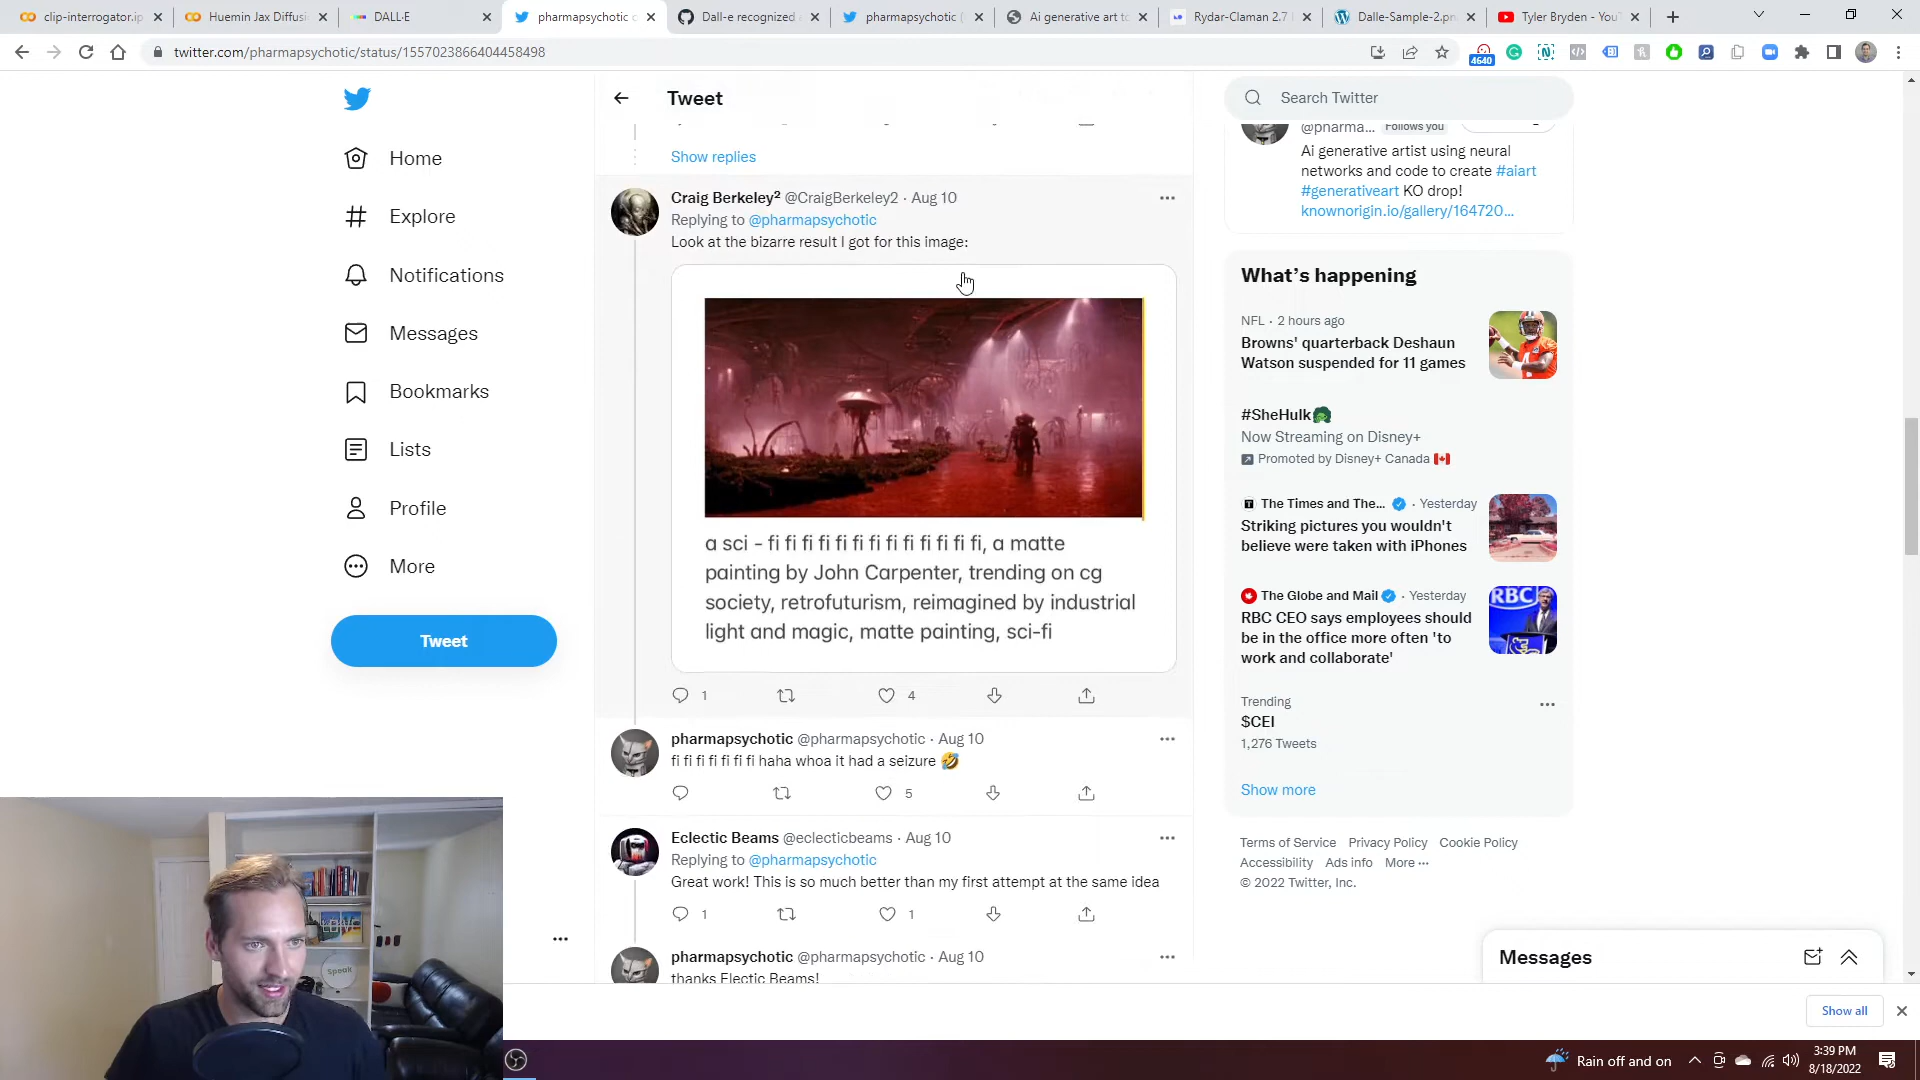 clip-interrogator.ip
Huemin Jax Diffusi
DALL·E
pharmapsychotic
Dall-e recognized
pharmapsychotic (
Ai generative art to
Rydar-Claman 2.7
Dalle-Sample-2.pn
Tyler Bryden - You
twitter.com/pharmapsychotic/status/1557023866404458498
4640
Home
Explore
Notifications
Messages
Bookmarks
Lists
Profile
More
Tweet
Tweet
Show replies
Craig Berkeley² @CraigBerkeley2 · Aug 10
Replying to @pharmapsychotic
Look at the bizarre result I got for this image:
a sci - fi fi fi fi fi fi fi fi fi fi fi fi fi, a matte
painting by John Carpenter, trending on cg
society, retrofuturism, reimagined by industrial
light and magic, matte painting, sci-fi
1 4
pharmapsychotic @pharmapsychotic · Aug 10
fi fi fi fi fi fi fi haha whoa it had a seizure 🤣
5
Eclectic Beams @eclecticbeams · Aug 10
Replying to @pharmapsychotic
Great work! This is so much better than my first attempt at the same idea
1 1
pharmapsychotic @pharmapsychotic · Aug 10
thanks Electic Beams!
Search Twitter
@pharma... Follows you
Ai generative artist using neural
networks and code to create #aiart
#generativeart KO drop!
knownorigin.io/gallery/164720...
What's happening
NFL · 2 hours ago
Browns' quarterback Deshaun
Watson suspended for 11 games
#SheHulk
Now Streaming on Disney+
Promoted by Disney+ Canada 🇨🇦
The Times and The... · Yesterday
Striking pictures you wouldn't
believe were taken with iPhones
The Globe and Mail · Yesterday
RBC CEO says employees should
be in the office more often 'to
work and collaborate'
RBC
Trending
$CEI
1,276 Tweets
Show more
Terms of Service Privacy Policy Cookie Policy
Accessibility Ads info More ···
© 2022 Twitter, Inc.
Messages
Show all
Speak
Rain off and on
3:39 PM
8/18/2022